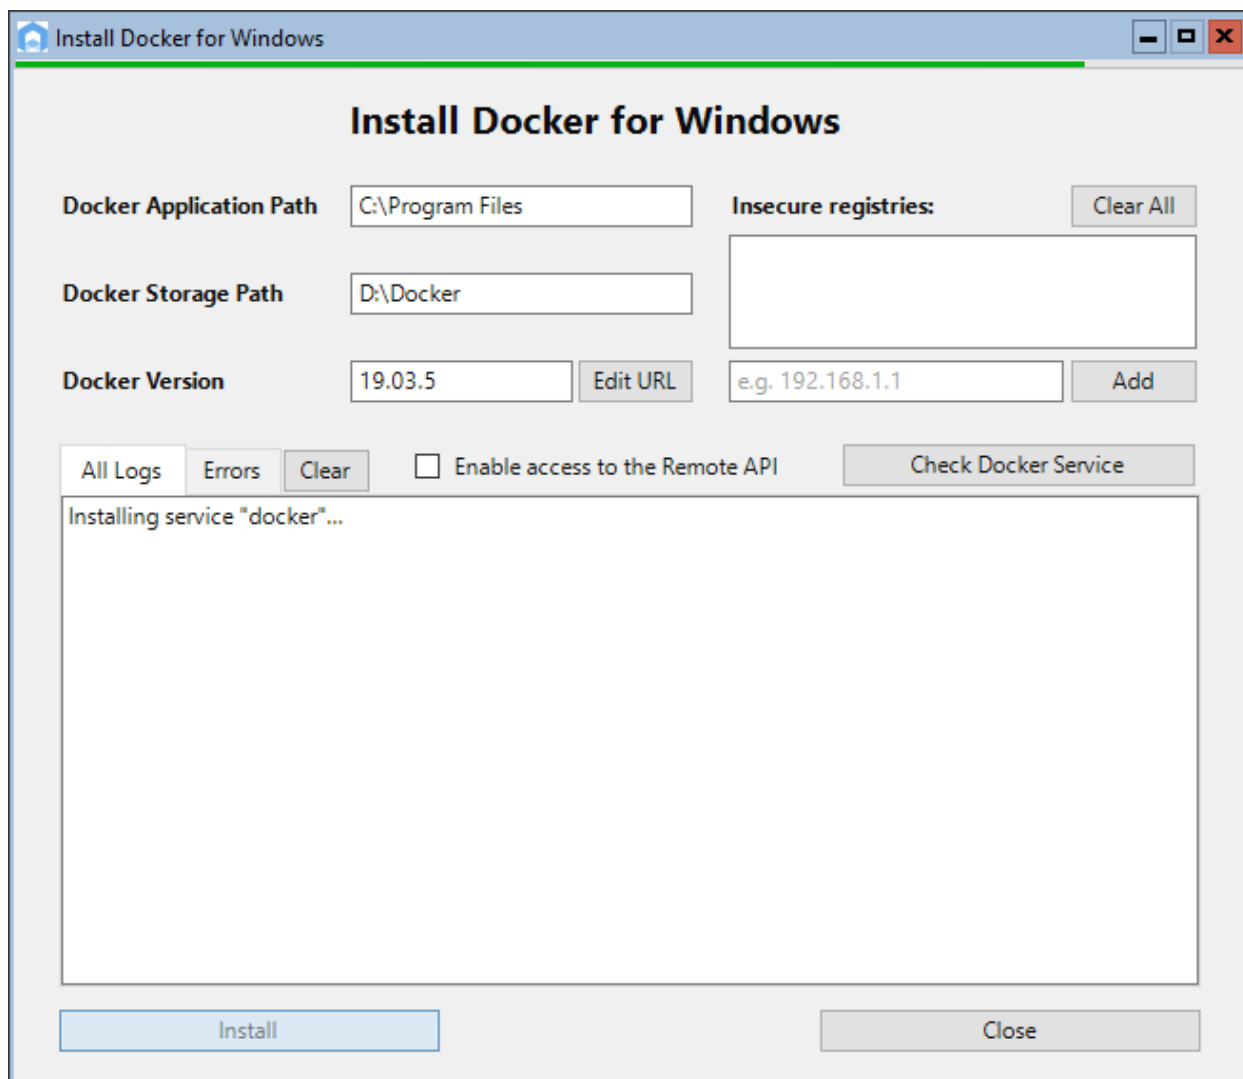 Install Docker for Windows
Install Docker for Windows
Docker Application Path C:\Program Files Insecure registries: Clear All
Docker Storage Path D:\Docker
Docker Version 19.03.5 Edit URL e.g. 192.168.1.1 Add
All Logs Errors Clear Enable access to the Remote API Check Docker Service
Installing service "docker"...
Install Close